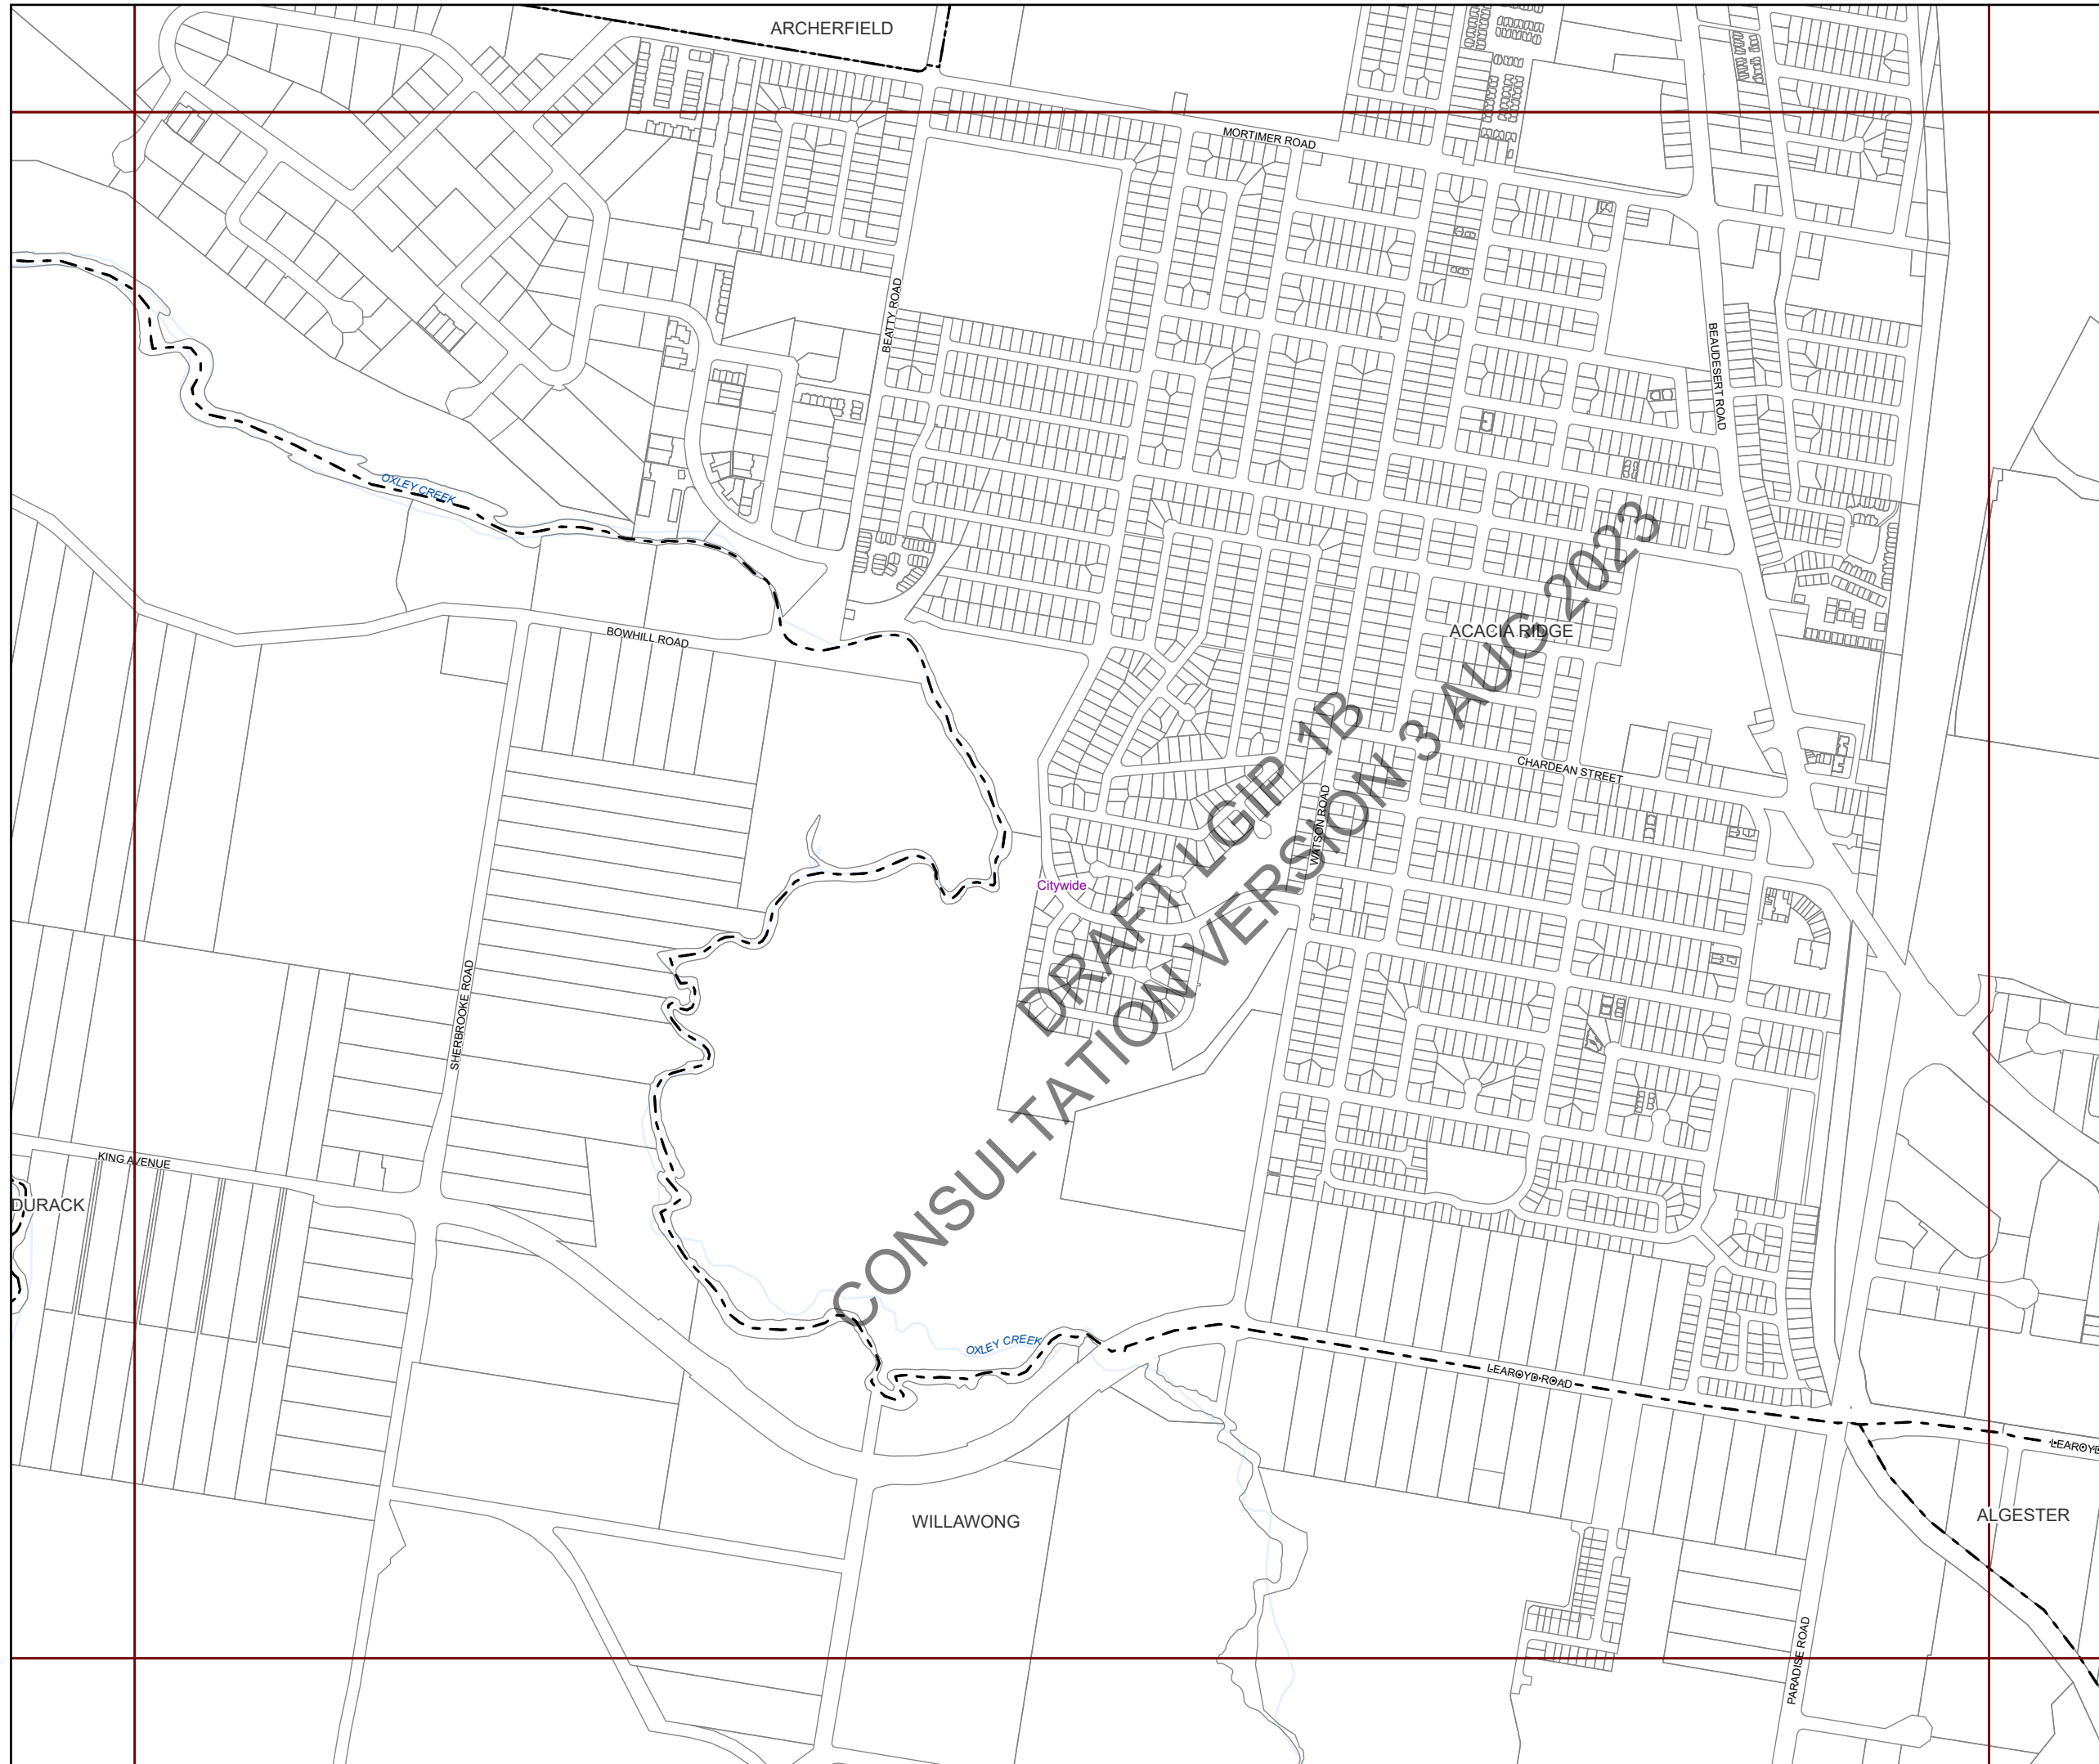 ARCHERFIELD
MORTIMER ROAD
BEATTY ROAD
BEAUDESERT ROAD
OXLEY CREEK
BOWHILL ROAD
ACACIA RIDGE
CHARDEAN STREET
WATSON ROAD
Citywide
DRAFT LGIP 1B
CONSULTATION VERSION 3 AUG 2023
SHERBROOKE ROAD
KING AVENUE
DURACK
OXLEY CREEK
LEAROYD ROAD
LEAROYD
WILLAWONG
ALGESTER
PARADISE ROAD